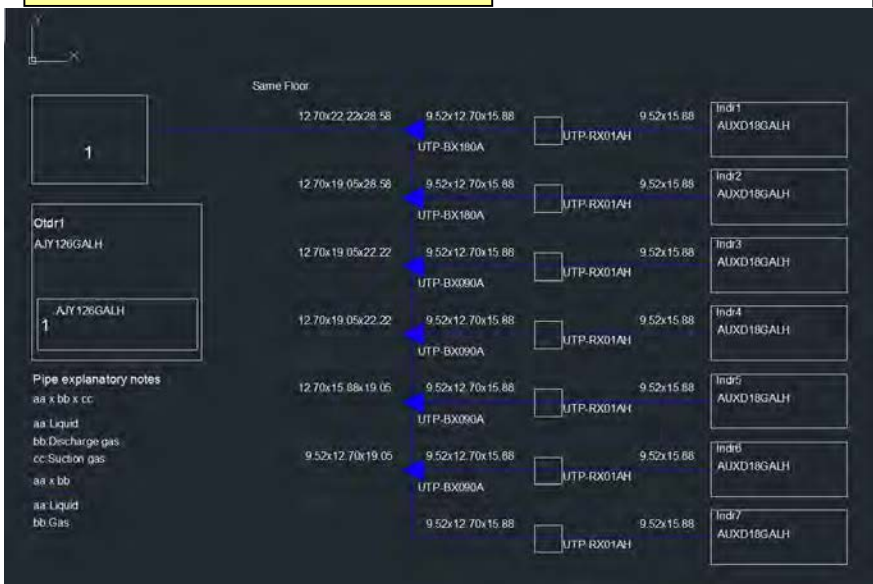 Y
X
Same Floor
12.70x22.22x28.58 9.52x12.70x15.88 9.52x15.88 Indr1
AUXD18GALH
UTP-RX01AH
UTP-BX180A
1
12.70x19.05x28.58 9.52x12.70x15.88 9.52x15.88 Indr2
AUXD18GALH
UTP-RX01AH
UTP-BX180A
Otdr1
AJY126GALH
12.70x19.05x22.22 9.52x12.70x15.88 9.52x15.88 Indr3
AUXD18GALH
UTP-RX01AH
UTP-BX090A
AJY126GALH
1
12.70x19.05x22.22 9.52x12.70x15.88 9.52x15.88 Indr4
AUXD18GALH
UTP-RX01AH
UTP-BX090A
Pipe explanatory notes
aa x bb x cc
aa:Liquid
bb:Discharge gas
cc:Suction gas
aa x bb
aa:Liquid
bb:Gas
12.70x15.88x19.05 9.52x12.70x15.88 9.52x15.88 Indr5
AUXD18GALH
UTP-RX01AH
UTP-BX090A
9.52x12.70x19.05 9.52x12.70x15.88 9.52x15.88 Indr6
AUXD18GALH
UTP-RX01AH
UTP-BX090A
9.52x12.70x15.88 9.52x15.88 Indr7
AUXD18GALH
UTP-RX01AH